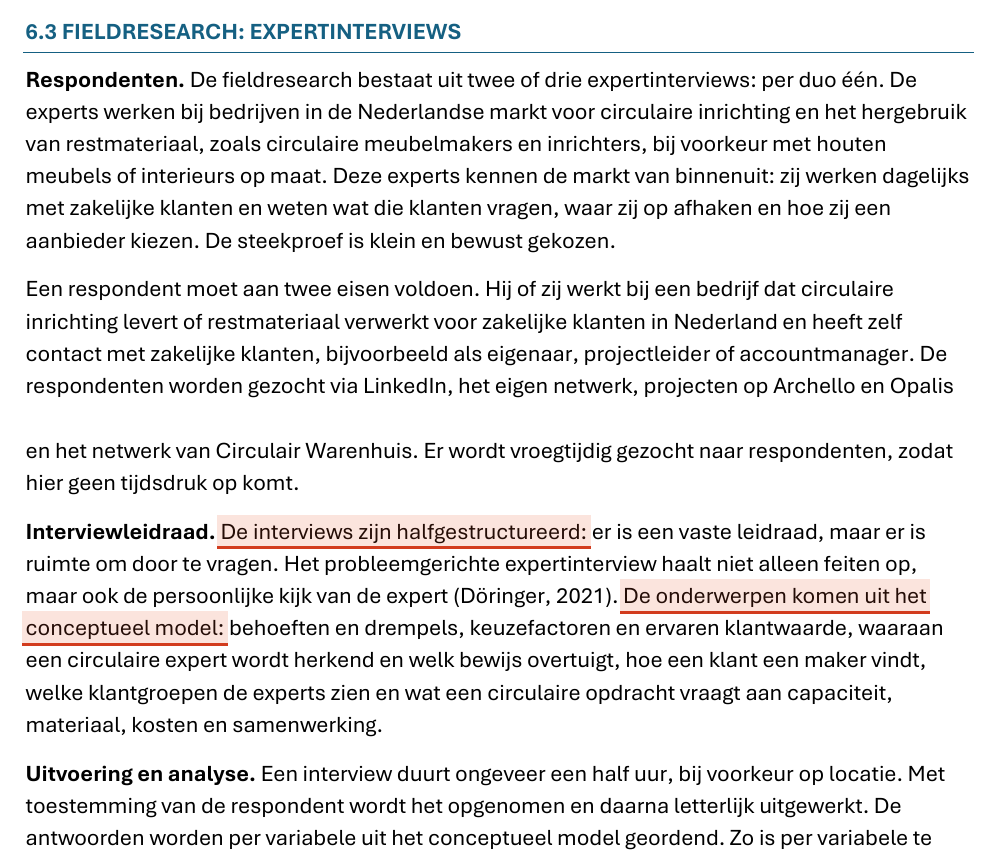 6.3 FIELDRESEARCH: EXPERTINTERVIEWS
Respondenten. De fieldresearch bestaat uit twee of drie expertinterviews: per duo één. De
experts werken bij bedrijven in de Nederlandse markt voor circulaire inrichting en het hergebruik
van restmateriaal, zoals circulaire meubelmakers en inrichters, bij voorkeur met houten
meubels of interieurs op maat. Deze experts kennen de markt van binnenuit: zij werken dagelijks
met zakelijke klanten en weten wat die klanten vragen, waar zij op afhaken en hoe zij een
aanbieder kiezen. De steekproef is klein en bewust gekozen.
Een respondent moet aan twee eisen voldoen. Hij of zij werkt bij een bedrijf dat circulaire
inrichting levert of restmateriaal verwerkt voor zakelijke klanten in Nederland en heeft zelf
contact met zakelijke klanten, bijvoorbeeld als eigenaar, projectleider of accountmanager. De
respondenten worden gezocht via LinkedIn, het eigen netwerk, projecten op Archello en Opalis
en het netwerk van Circulair Warenhuis. Er wordt vroegtijdig gezocht naar respondenten, zodat
hier geen tijdsdruk op komt.
Interviewleidraad. De interviews zijn halfgestructureerd: er is een vaste leidraad, maar er is
ruimte om door te vragen. Het probleemgerichte expertinterview haalt niet alleen feiten op,
maar ook de persoonlijke kijk van de expert (Döringer, 2021). De onderwerpen komen uit het
conceptueel model: behoeften en drempels, keuzefactoren en ervaren klantwaarde, waaraan
een circulaire expert wordt herkend en welk bewijs overtuigt, hoe een klant een maker vindt,
welke klantgroepen de experts zien en wat een circulaire opdracht vraagt aan capaciteit,
materiaal, kosten en samenwerking.
Uitvoering en analyse. Een interview duurt ongeveer een half uur, bij voorkeur op locatie. Met
toestemming van de respondent wordt het opgenomen en daarna letterlijk uitgewerkt. De
antwoorden worden per variabele uit het conceptueel model geordend. Zo is per variabele te